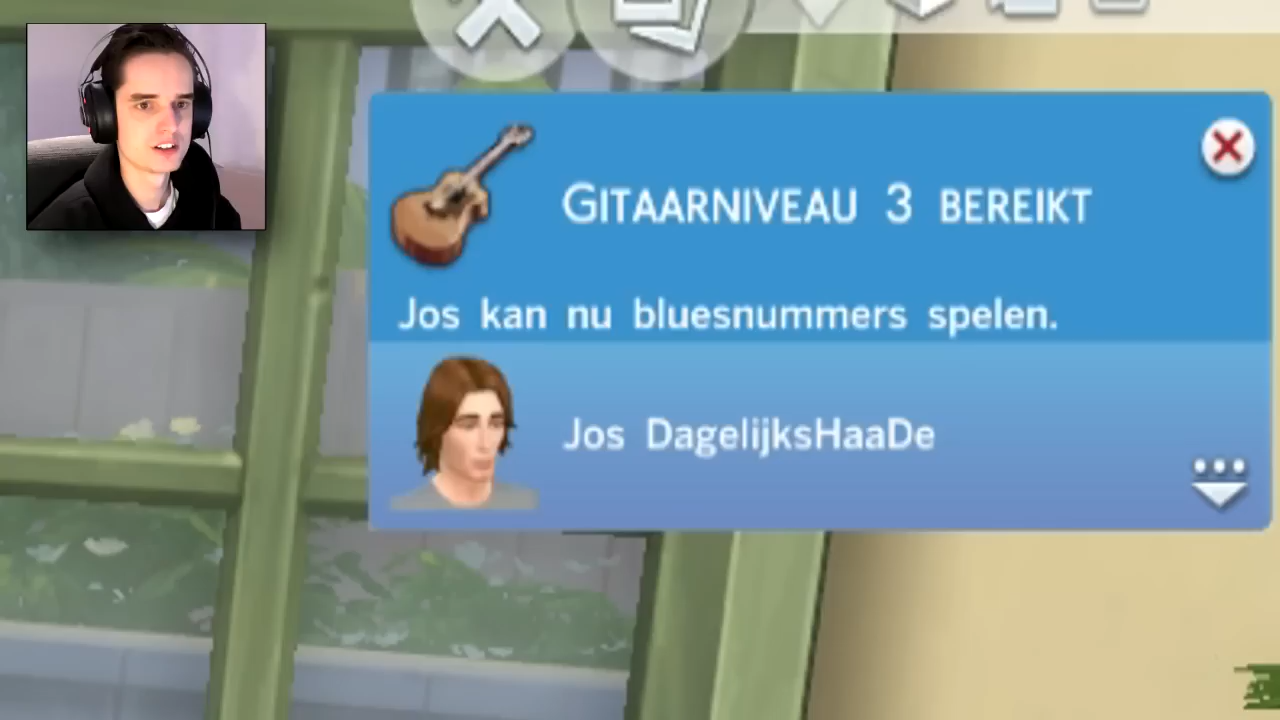 GITAARNIVEAU 3 BEREIKT
Jos kan nu bluesnummers spelen.
Jos DagelijksHaaDe